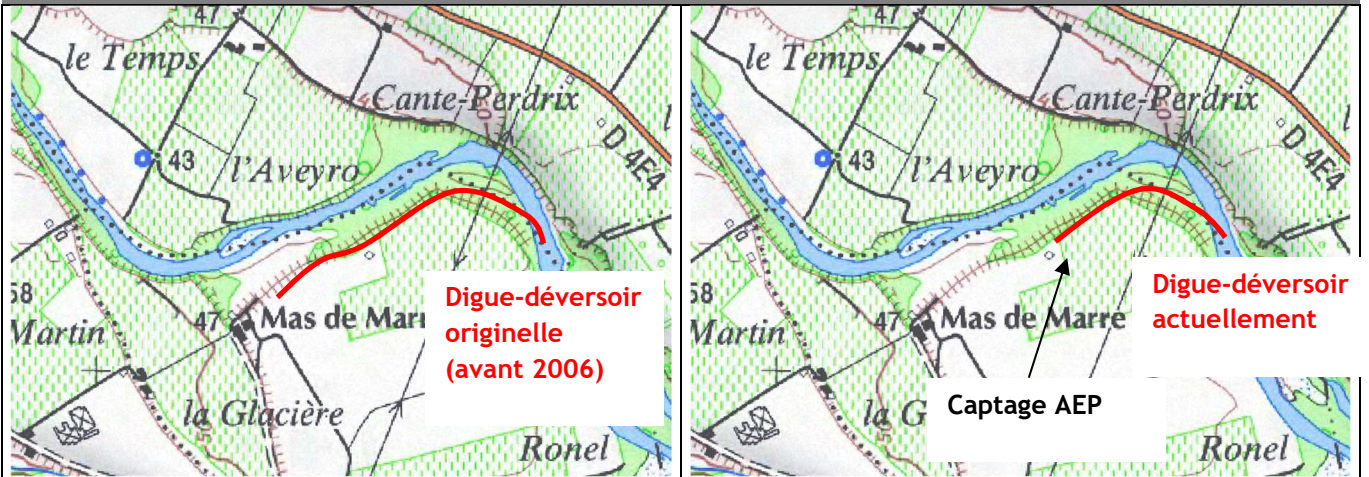 47
le Temps
Cante-Perdrix
43
l'Aveyro
D 4E4
58
Martin
47
Mas de Marr
la Glacière
Ronel
Digue-déversoir
originelle
(avant 2006)
47
le Temps
Cante-Perdrix
43
l'Aveyro
D 4E4
58
Martin
47
Mas de Marre
la G
Ronel
Digue-déversoir
actuellement
Captage AEP